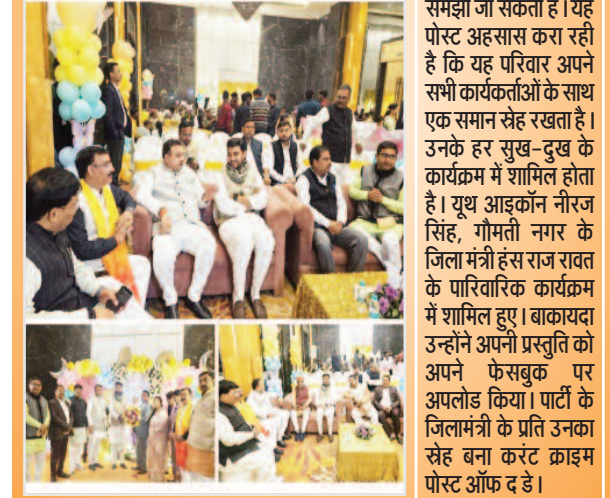 समझा जा सकता है। यह
पोस्ट अहसास करा रही
है कि यह परिवार अपने
सभी कार्यकर्ताओं के साथ
एक समान स्नेह रखता है।
उनके हर सुख-दुख के
कार्यक्रम में शामिल होता
है। यूथ आइकॉन नीरज
सिंह, गौमती नगर के
जिला मंत्री हंस राज रावत
के पारिवारिक कार्यक्रम
में शामिल हुए। बाकायदा
उन्होंने अपनी प्रस्तुति को
अपने फेसबुक पर
अपलोड किया। पार्टी के
जिलामंत्री के प्रति उनका
स्नेह बना करंट क्राइम
पोस्ट ऑफ द डे।